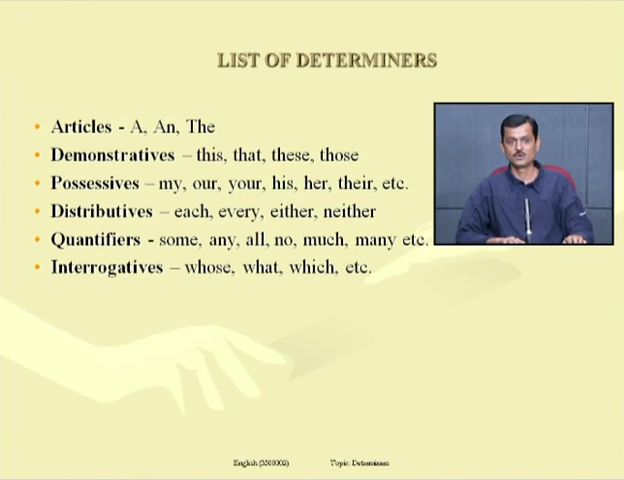 LIST OF DETERMINERS
• Articles - A, An, The
• Demonstratives – this, that, these, those
• Possessives – my, our, your, his, her, their, etc.
• Distributives – each, every, either, neither
• Quantifiers - some, any, all, no, much, many etc.
• Interrogatives – whose, what, which, etc.
English Topic: Determiners